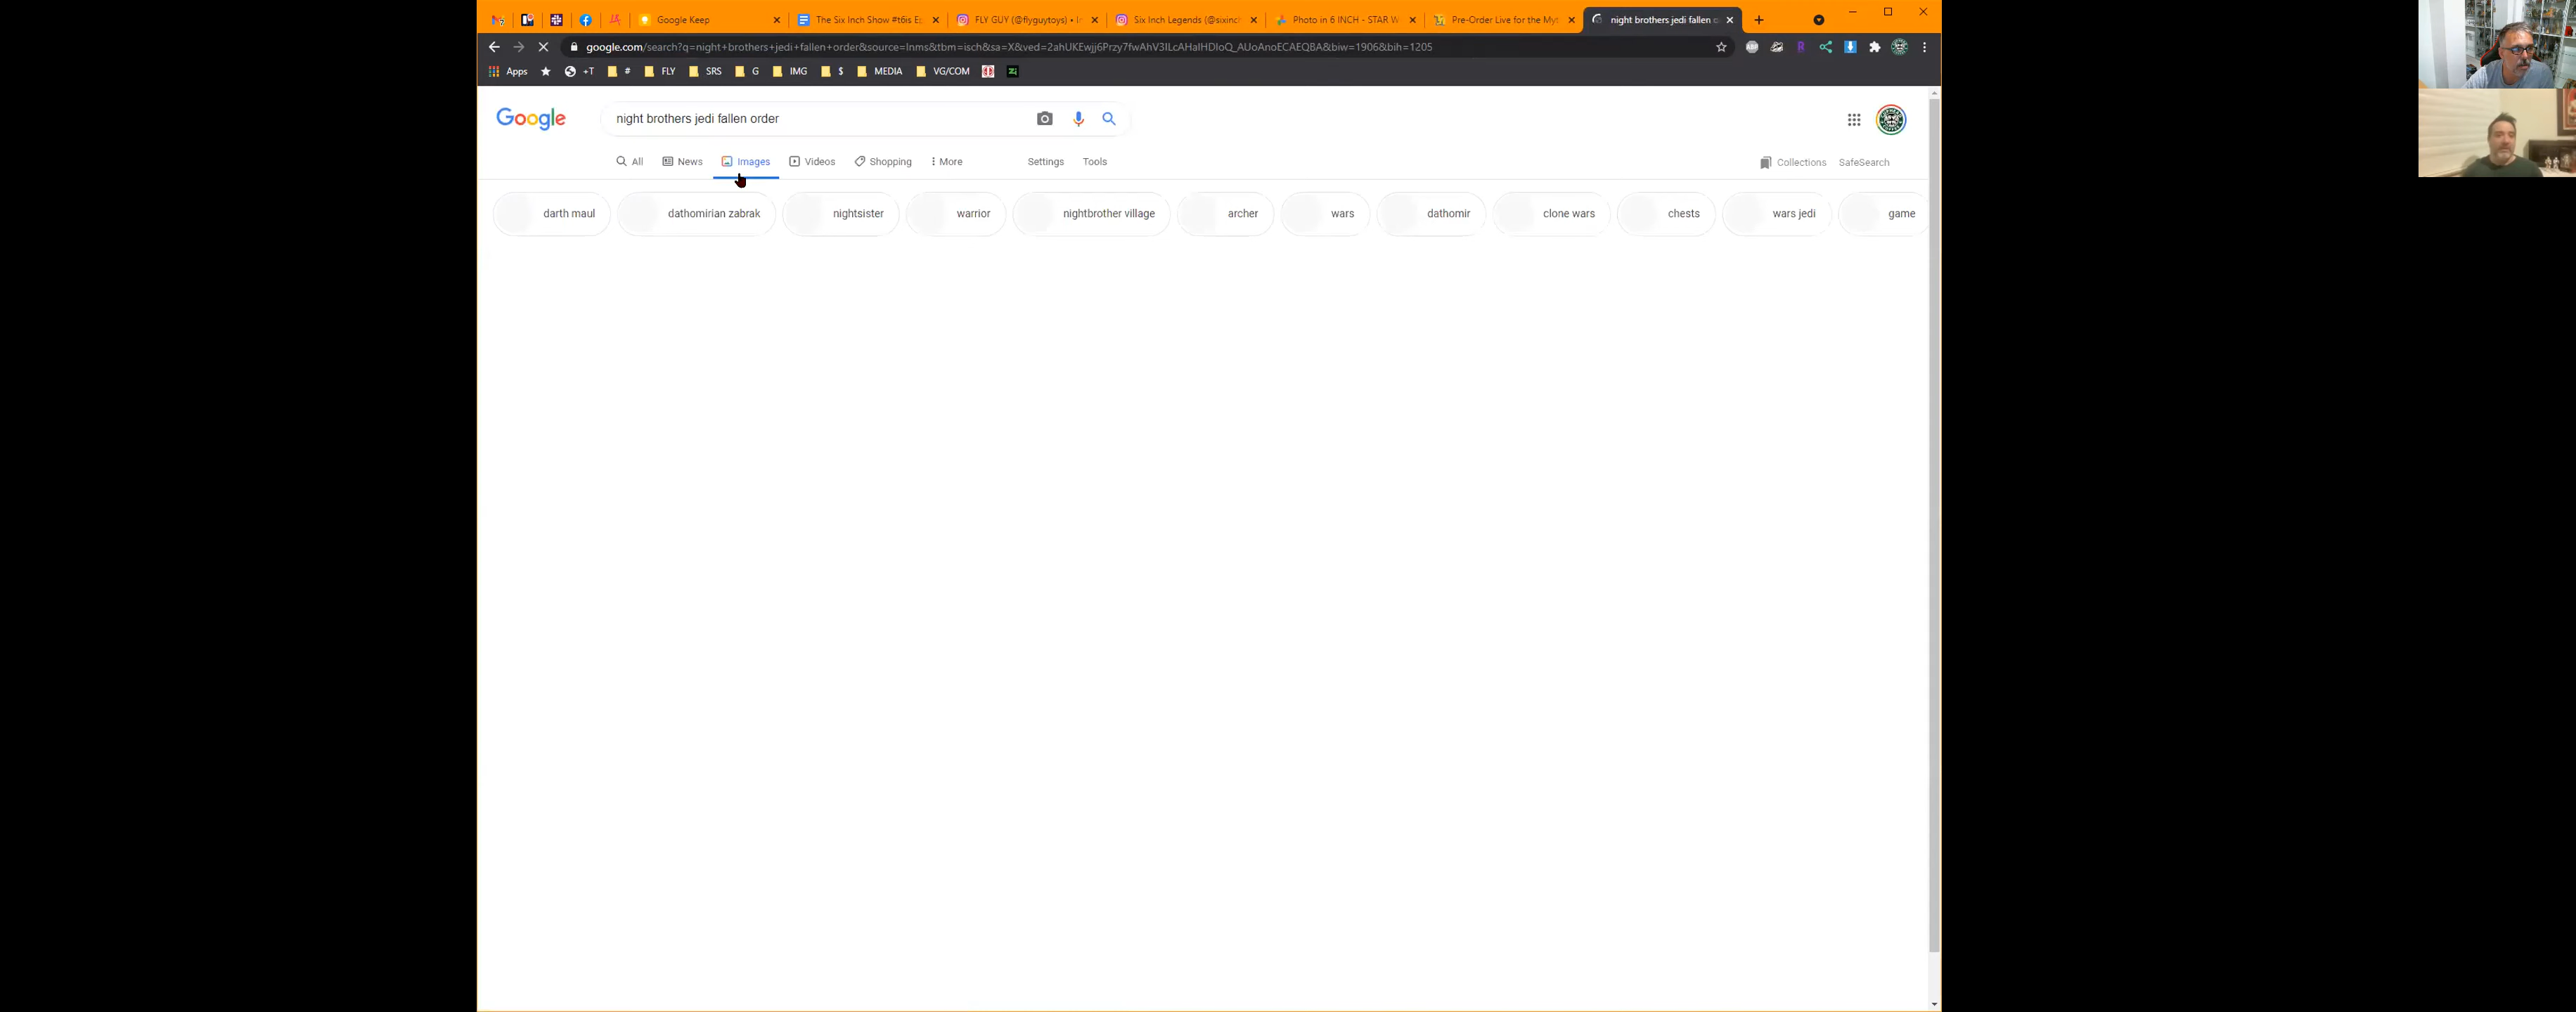 Google Keep
The Six Inch Show #t6is E
FLY GUY (@flyguytoys) • I
Six Inch Legends (@sixinch
Photo in 6 INCH - STAR W
Pre-Order Live for the Myt
night brothers jedi fallen o
google.com/search?q=night+brothers+jedi+fallen+order&source=lnms&tbm=isch&sa=X&ved=2ahUKEwjj6Przy7fwAhV3ILcAHaIHDIoQ_AUoAnoECAEQBA&biw=1906&bih=1205
Apps
+T
#
FLY
SRS
G
IMG
$
MEDIA
VG/COM
Google
night brothers jedi fallen order
All
News
Images
Videos
Shopping
More
Settings
Tools
Collections
SafeSearch
darth maul
dathomirian zabrak
nightsister
warrior
nightbrother village
archer
wars
dathomir
clone wars
chests
wars jedi
game